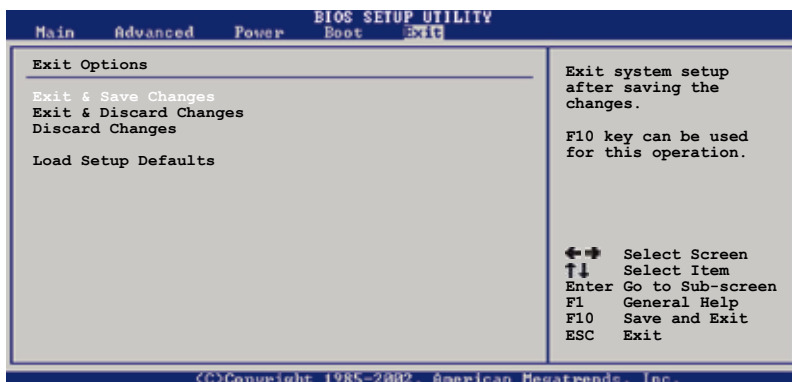 BIOS SETUP UTILITY
Main Advanced Power Boot Exit
Exit Options
Exit & Save Changes
Exit & Discard Changes
Discard Changes
Load Setup Defaults
Exit system setup
after saving the
changes.
F10 key can be used
for this operation.
←→ Select Screen
↑↓ Select Item
Enter Go to Sub-screen
F1 General Help
F10 Save and Exit
ESC Exit
(C)Copyright 1985-2002, American Megatrends, Inc.